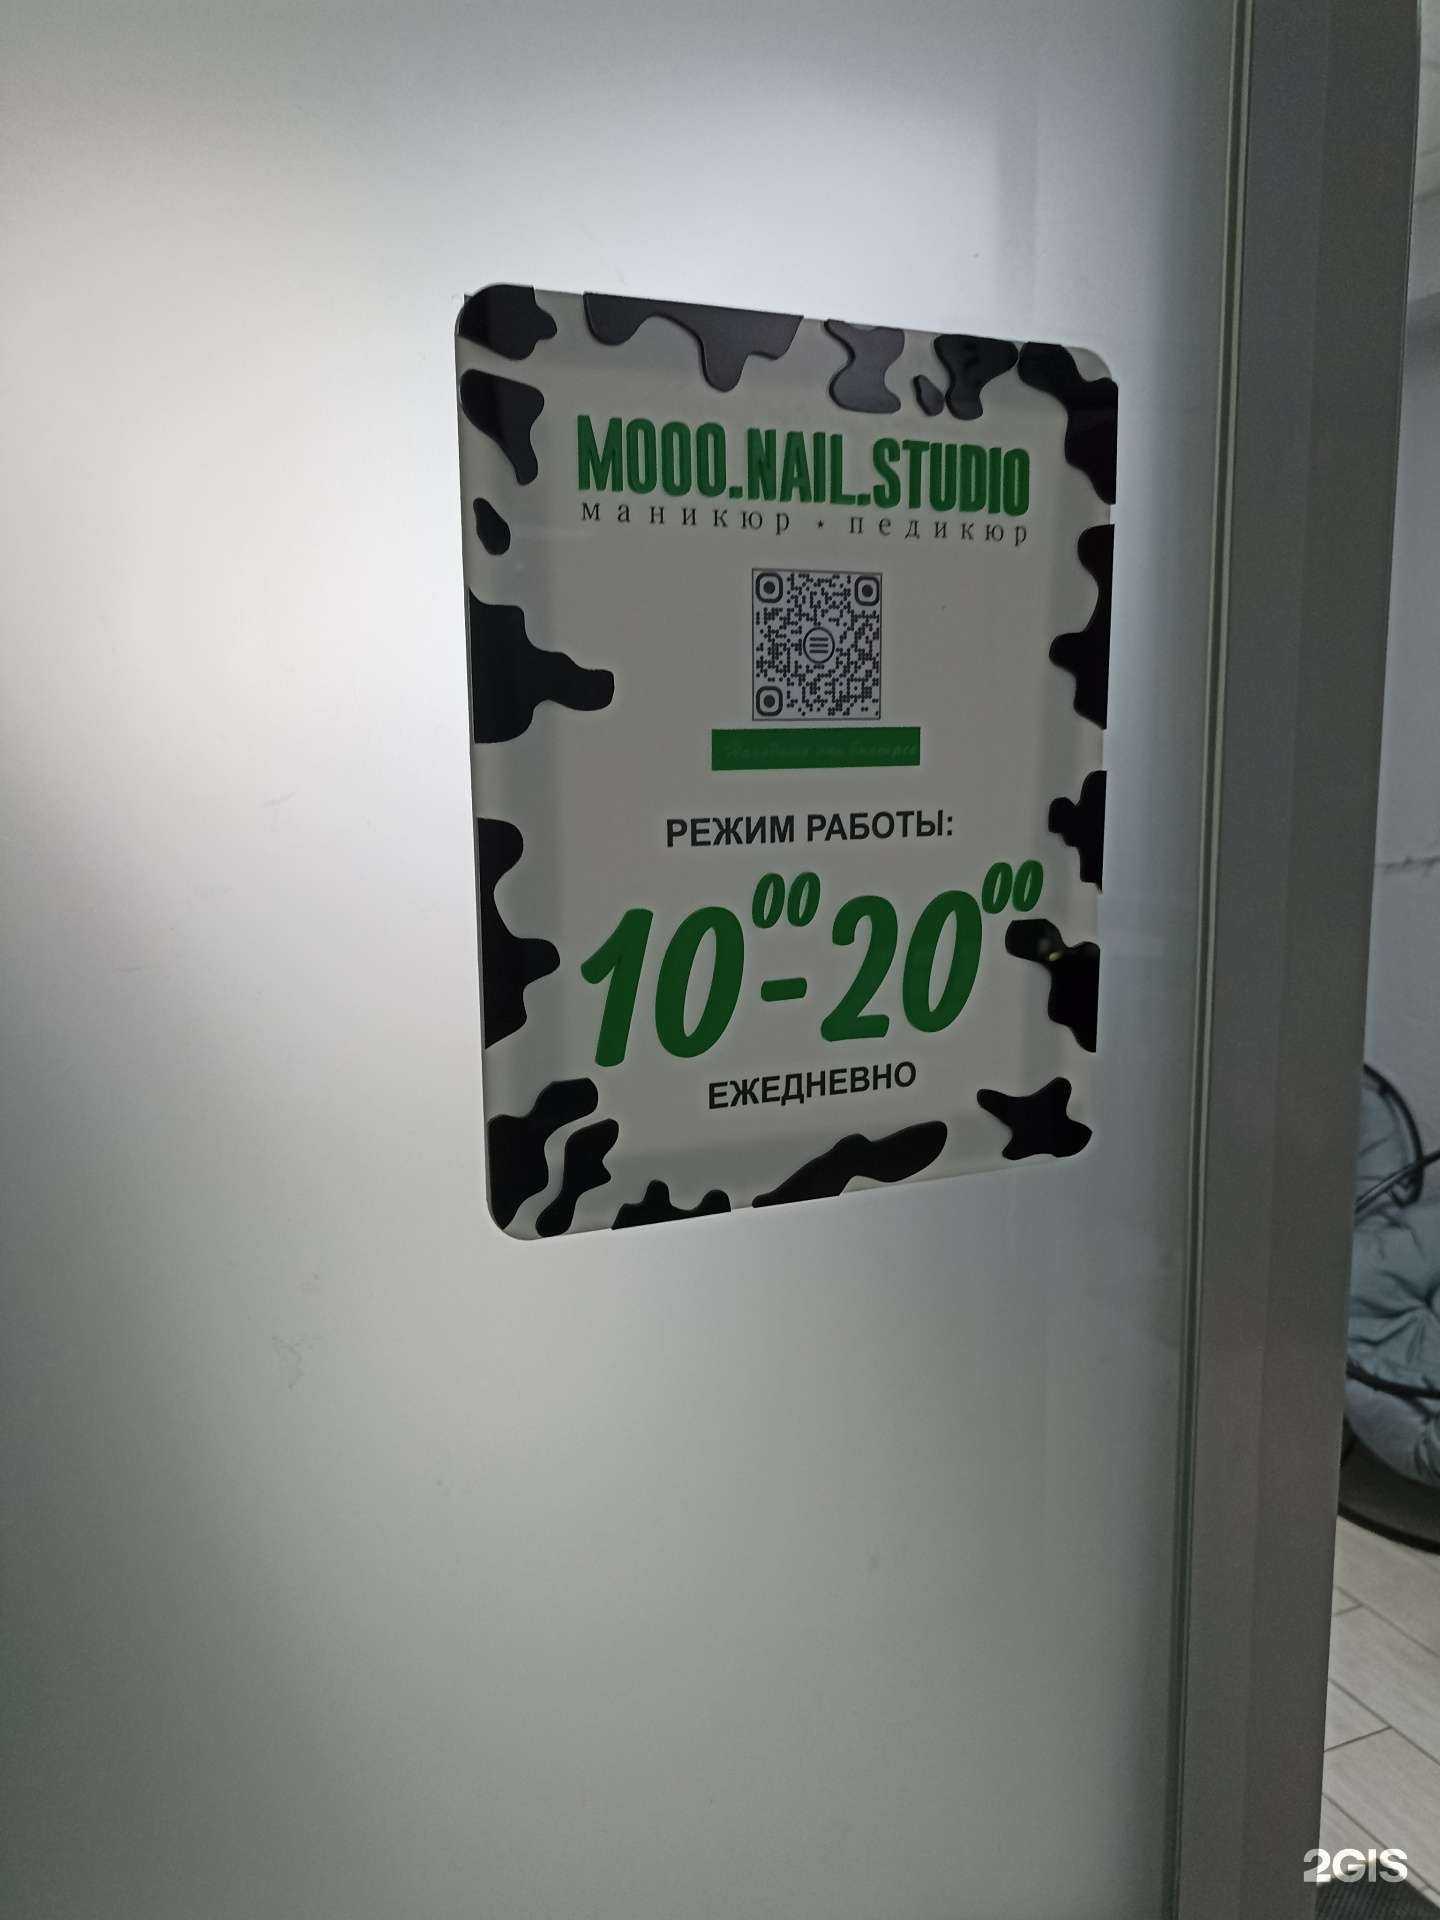 MOOO.NAIL.STUDIO
маникюр * педикюр
РЕЖИМ РАБОТЫ:
10⁰⁰-20⁰⁰
ЕЖЕДНЕВНО
2GIS